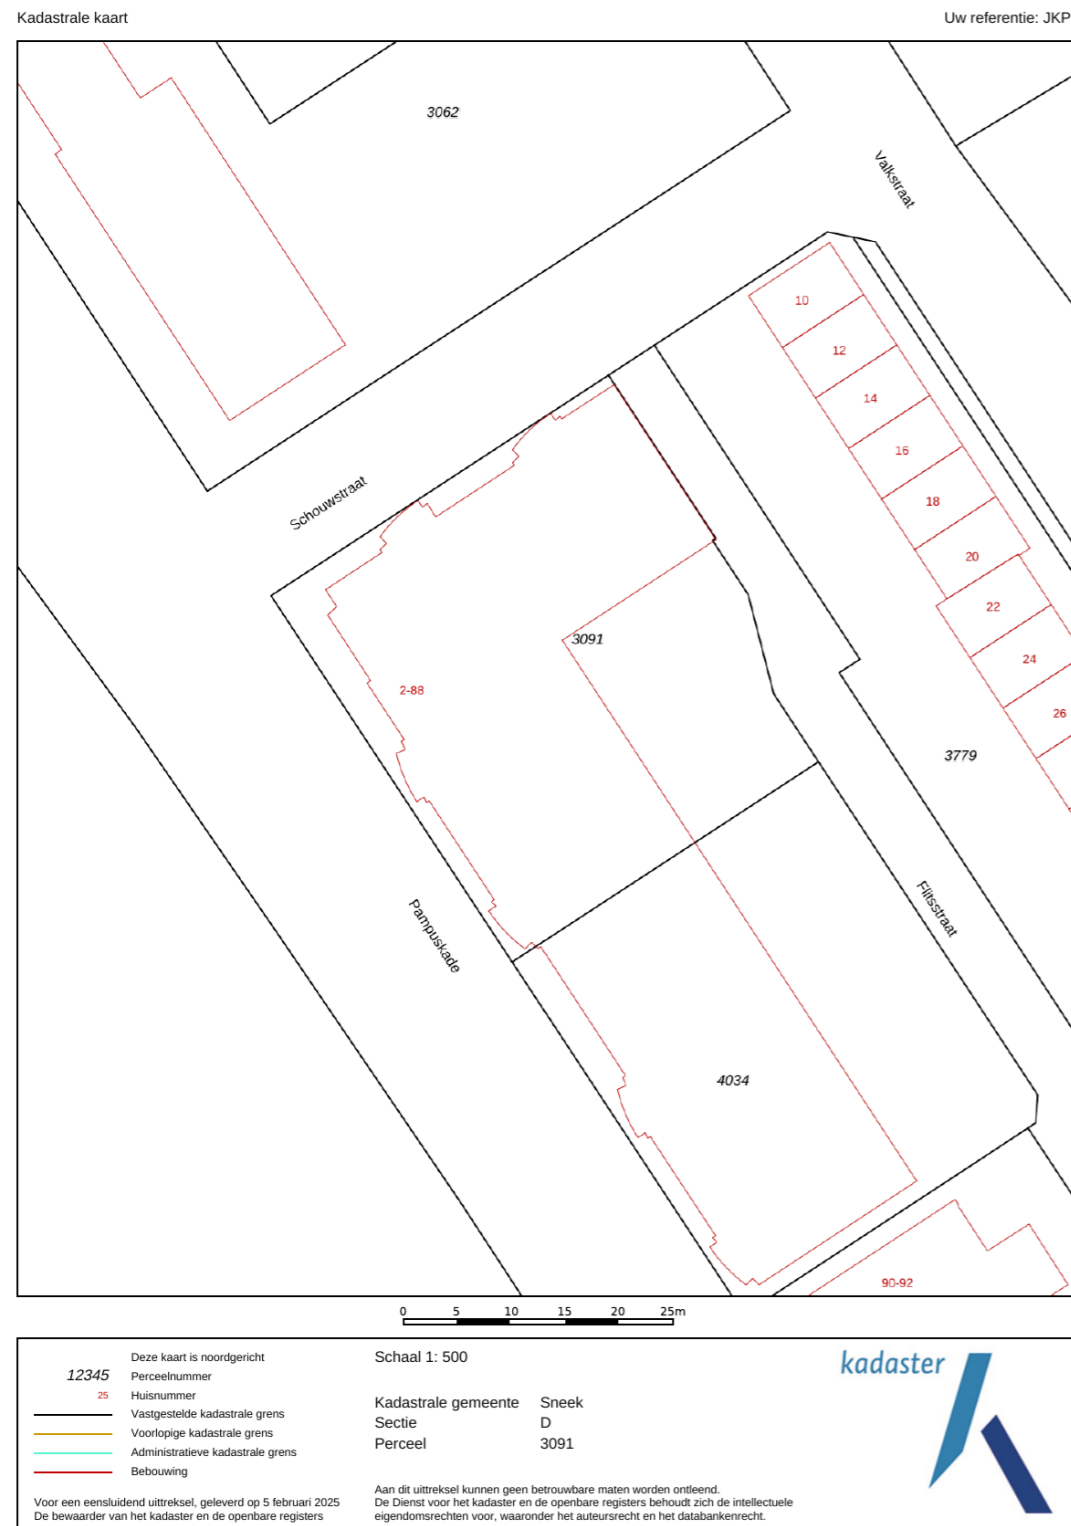 Kadastrale kaart
Uw referentie: JKP
3062
Valkstraat
10
12
14
16
18
20
22
24
26
Schouwstraat
3091
2-88
3779
Flitsstraat
Pampuskade
4034
90-92
0 5 10 15 20 25m
Deze kaart is noordgericht
12345 Perceelnummer
25 Huisnummer
Vastgestelde kadastrale grens
Voorlopige kadastrale grens
Administratieve kadastrale grens
Bebouwing
Voor een eensluidend uittreksel, geleverd op 5 februari 2025
De bewaarder van het kadaster en de openbare registers
Schaal 1: 500
Kadastrale gemeente Sneek
Sectie D
Perceel 3091
Aan dit uittreksel kunnen geen betrouwbare maten worden ontleend.
De Dienst voor het kadaster en de openbare registers behoudt zich de intellectuele
eigendomsrechten voor, waaronder het auteursrecht en het databankenrecht.
kadaster